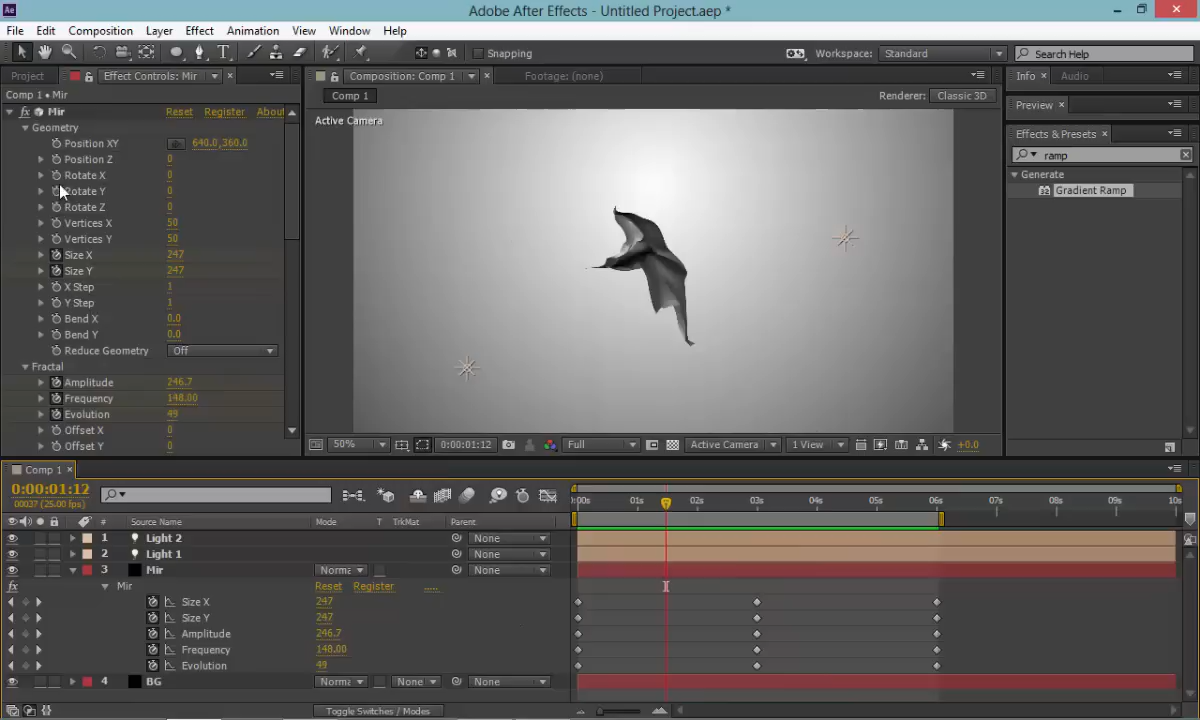 Ae Adobe After Effects - Untitled Project.aep *
File Edit Composition Layer Effect Animation View Window Help
Snapping Workspace: Standard Search Help
Project Effect Controls: Mir Composition: Comp 1 Footage: (none) Info Audio
Comp 1 • Mir
Comp 1 Renderer: Classic 3D
Preview
fx Mir Reset Register About
Active Camera
Geometry
Effects & Presets
Position XY 640.0,360.0
ramp
Position Z 0
Rotate X 0
Generate
Rotate Y 0
Gradient Ramp
Rotate Z 0
Vertices X 50
Vertices Y 50
Size X 247
Size Y 247
X Step 1
Y Step 1
Bend X 0.0
Bend Y 0.0
Reduce Geometry Off
Fractal
Amplitude 246.7
Frequency 148.00
Evolution 49
Offset X 0
Offset Y 0
50% 0:00:01:12 Full Active Camera 1 View +0.0
Comp 1
0:00:01:12
00037 (25.00 fps)
:00s 01s 02s 03s 04s 05s 06s 07s 08s 09s 10s
# Source Name Mode T TrkMat Parent
1 Light 2 None
2 Light 1 None
3 Mir Norma None
fx Mir Reset Register .....
Size X 247
Size Y 247
Amplitude 246.7
Frequency 148.00
Evolution 49
4 BG Norma None None
Toggle Switches / Modes